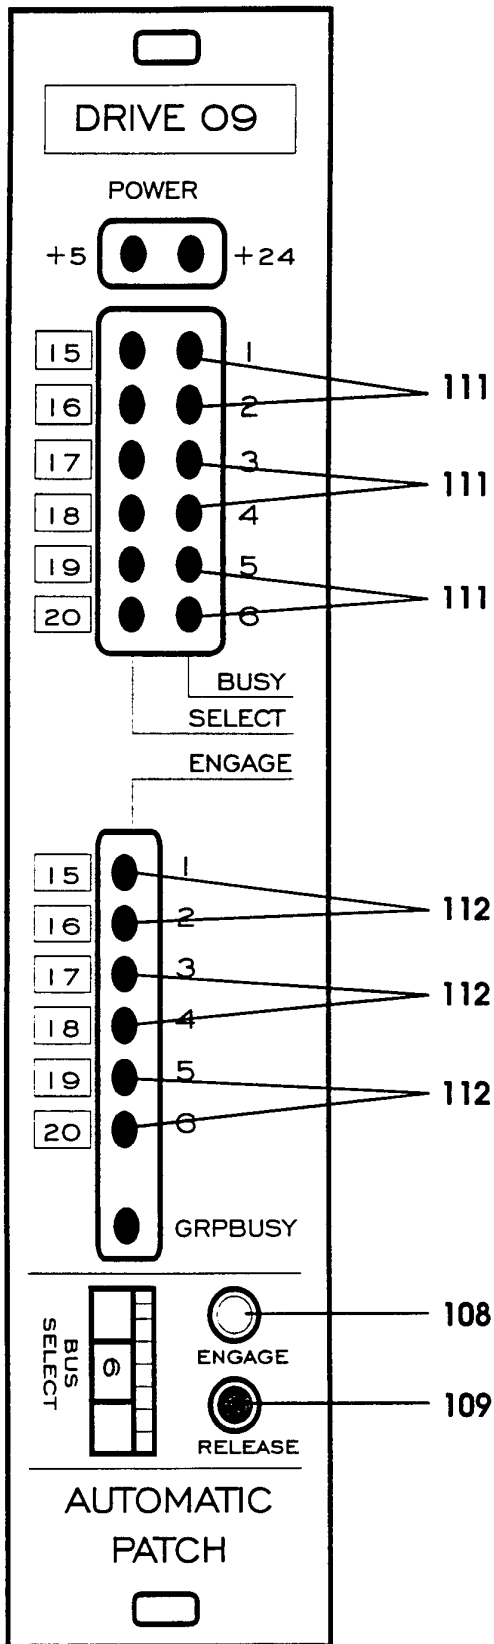 DRIVE 09
POWER
+5 +24
15 1
111
16 2
17 3
111
18 4
19 5
111
20 6
BUSY
SELECT
ENGAGE
15 1
112
16 2
17 3
112
18 4
19 5
112
20 6
GRPBUSY
BUS
SELECT
108
ENGAGE
109
RELEASE
AUTOMATIC
PATCH